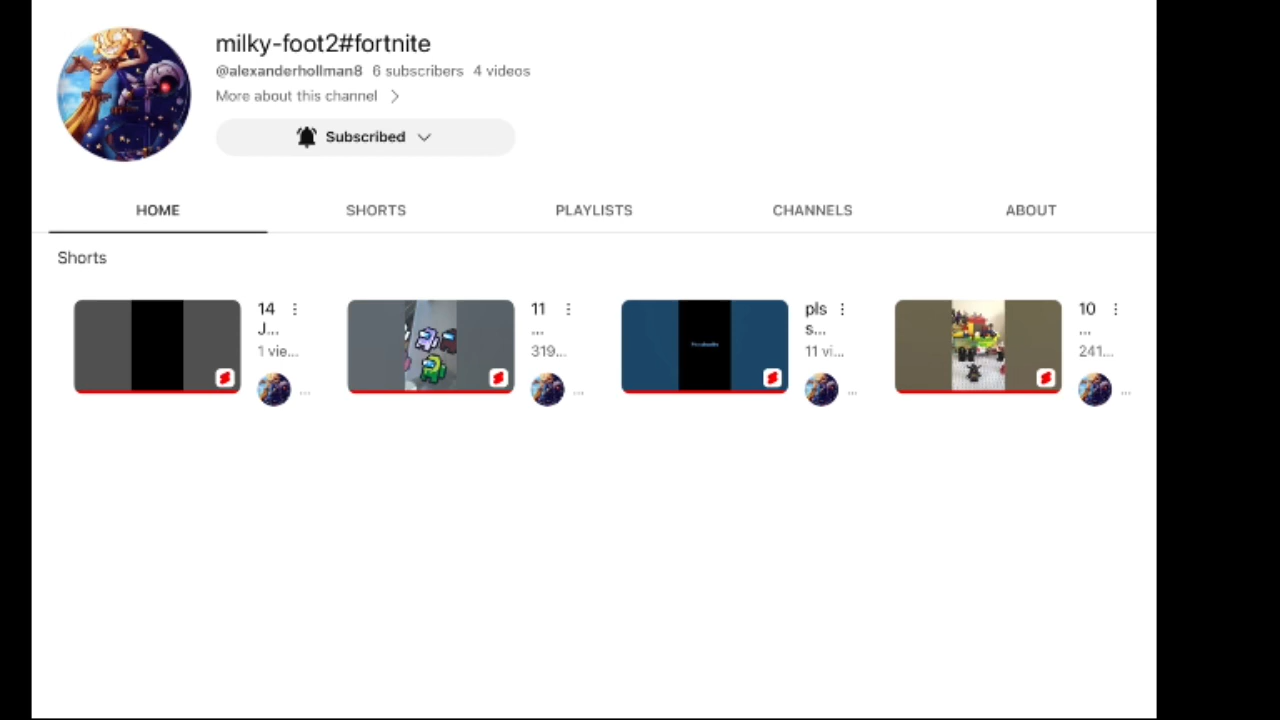 milky-foot2#fortnite
@alexanderhollman8 6 subscribers 4 videos
More about this channel
Subscribed
HOME SHORTS PLAYLISTS CHANNELS ABOUT
Shorts
14 J...
1 vie...
...
11 ...
319...
...
pls s...
11 vi...
...
10 ...
241...
...